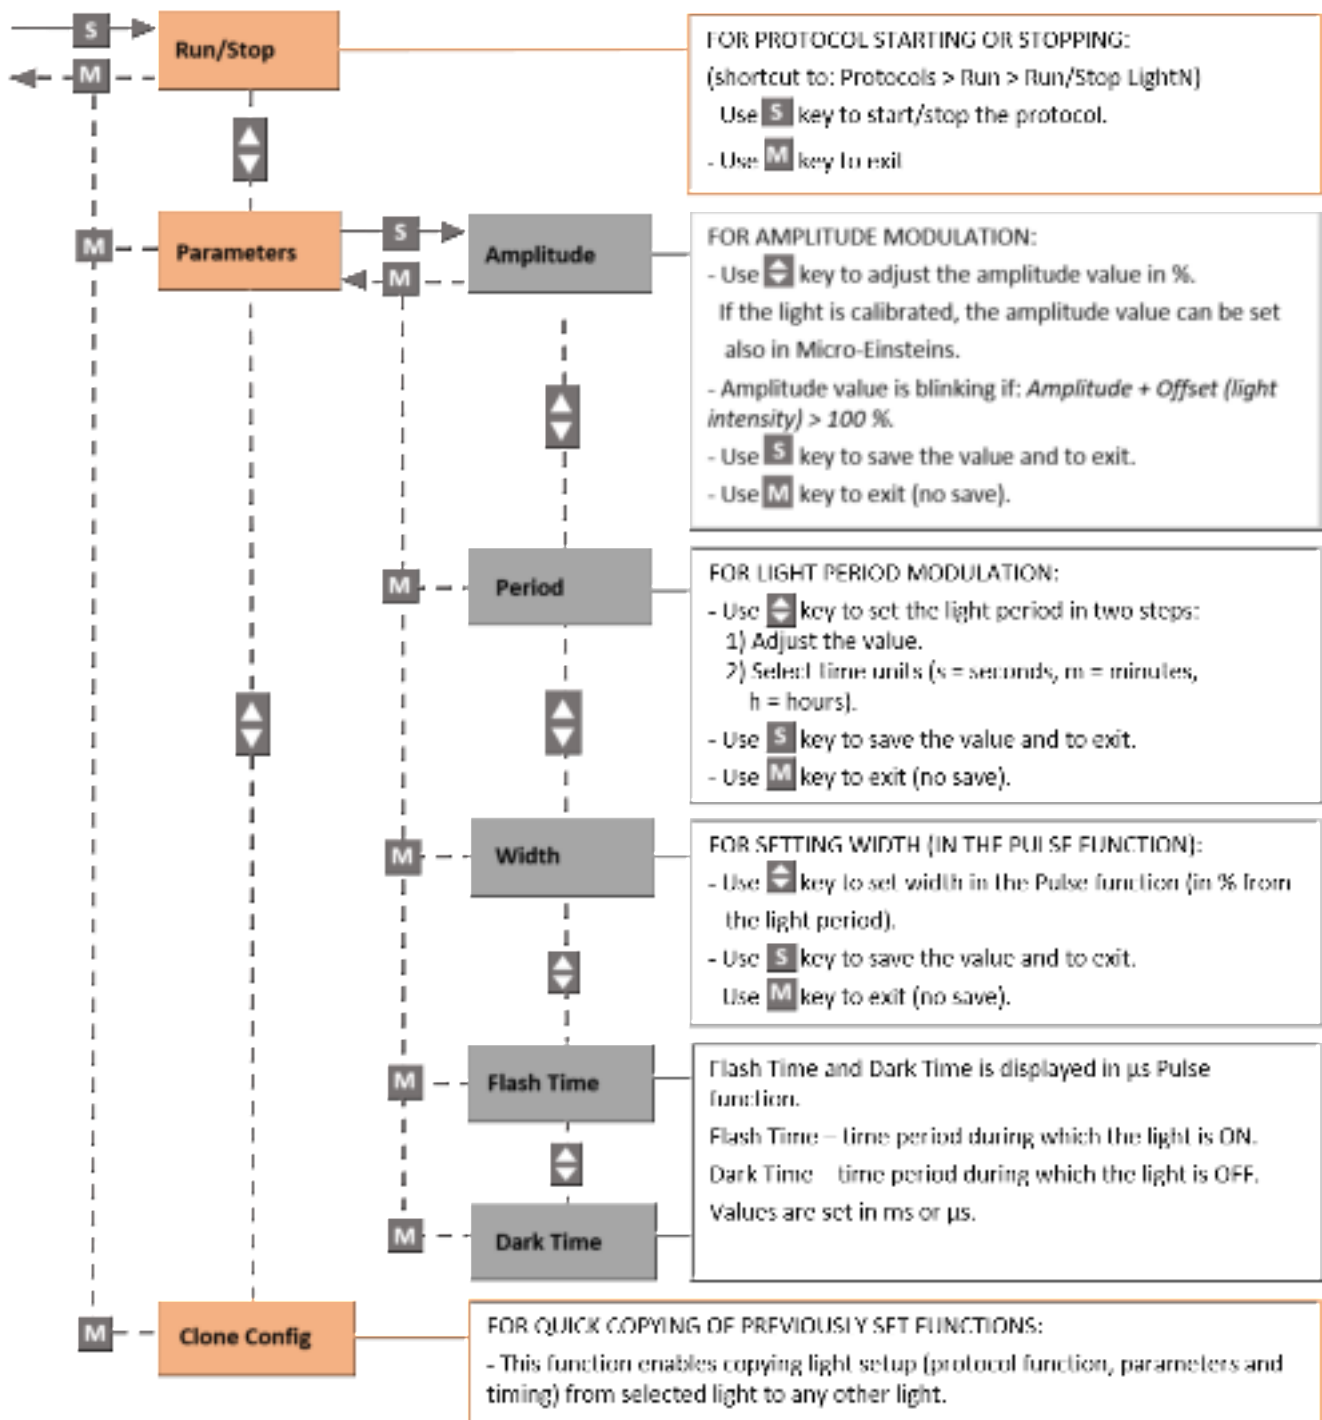 S
Run/Stop
M
FOR PROTOCOL STARTING OR STOPPING:
(shortcut to: Protocols > Run > Run/Stop LightN)
Use S key to start/stop the protocol.
- Use M key to exit
M
Parameters
S
M
Amplitude
FOR AMPLITUDE MODULATION:
- Use key to adjust the amplitude value in %.
If the light is calibrated, the amplitude value can be set
also in Micro-Einsteins.
- Amplitude value is blinking if: Amplitude + Offset (light
intensity) > 100 %.
- Use S key to save the value and to exit.
- Use M key to exit (no save).
M
Period
FOR LIGHT PERIOD MODULATION:
- Use key to set the light period in two steps:
1) Adjust the value.
2) Select time units (s = seconds, m = minutes,
h = hours).
- Use S key to save the value and to exit.
- Use M key to exit (no save).
M
Width
FOR SETTING WIDTH (IN THE PULSE FUNCTION):
- Use key to set width in the Pulse function (in % from
the light period).
- Use S key to save the value and to exit.
Use M key to exit (no save).
M
Flash Time
Flash Time and Dark Time is displayed in µs Pulse
function.
Flash Time – time period during which the light is ON.
Dark Time time period during which the light is OFF.
Values are set in ms or µs.
M
Dark Time
M
Clone Config
FOR QUICK COPYING OF PREVIOUSLY SET FUNCTIONS:
- This function enables copying light setup (protocol function, parameters and
timing) from selected light to any other light.